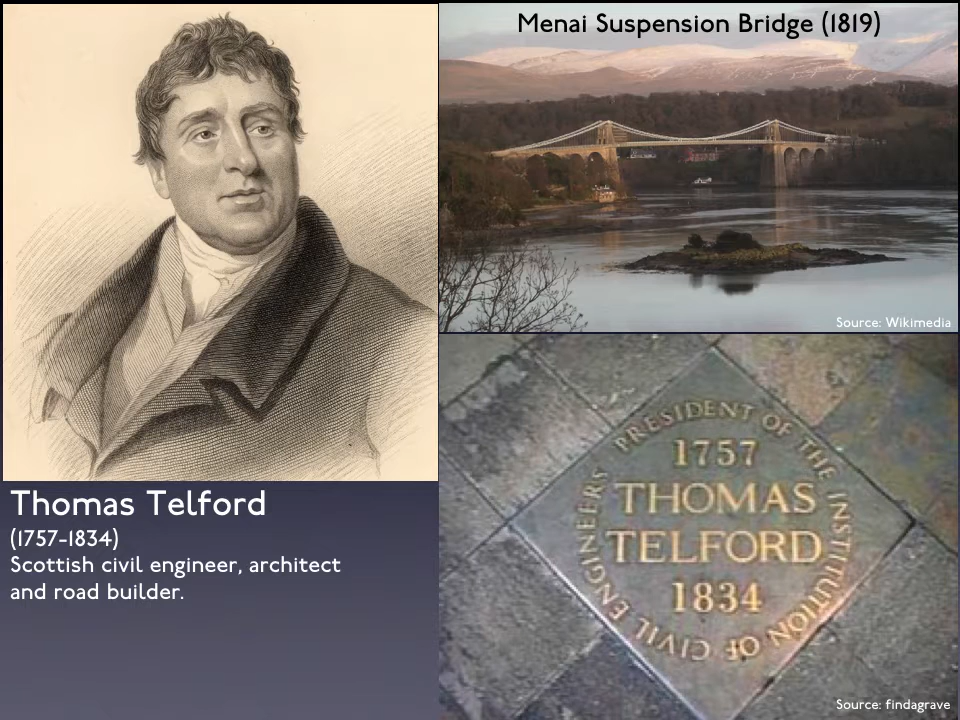 Menai Suspension Bridge (1819)
Source: Wikimedia
Thomas Telford
(1757-1834)
Scottish civil engineer, architect
and road builder.
PRESIDENT OF THE INSTITUTION OF CIVIL ENGINEERS
1757
THOMAS
TELFORD
1834
Source: findagrave